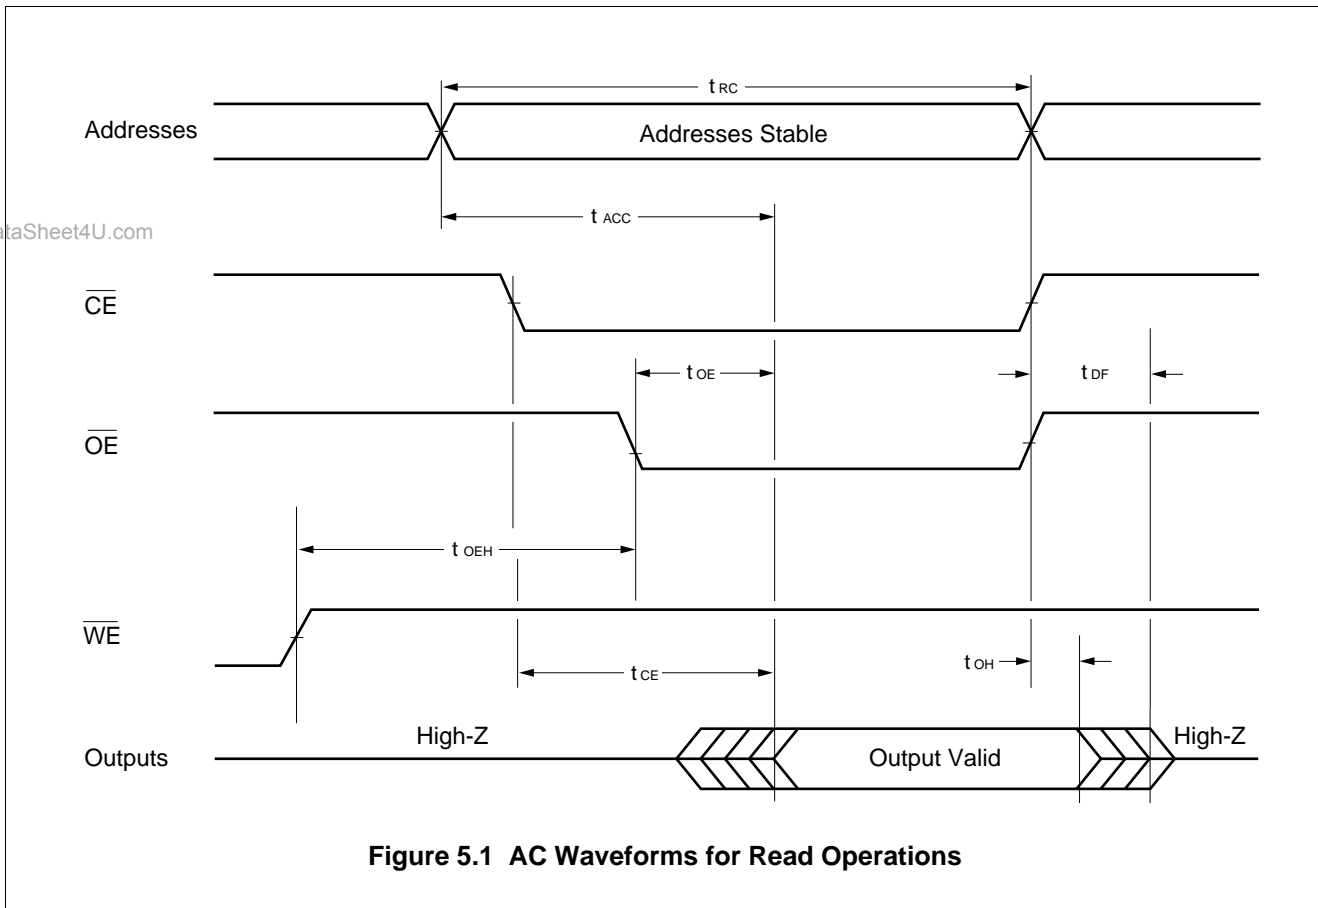 t RC
Addresses
Addresses Stable
t ACC
ataSheet4U.com
CE
t OE
t DF
OE
t OEH
WE
t OH
t CE
High-Z
High-Z
Outputs
Output Valid
Figure 5.1 AC Waveforms for Read Operations